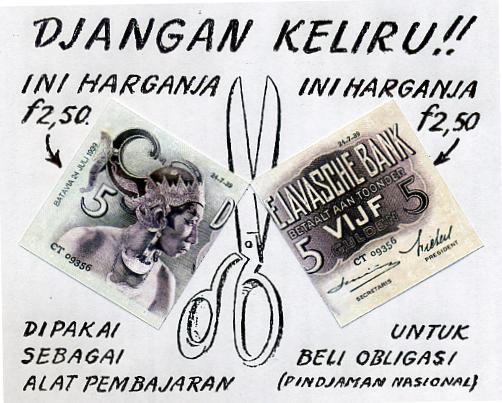 DJANGAN KELIRU!!
INI HARGANJA
f2,50.
INI HARGANJA
f2,50
BATAVIA 24 JULI 1939
24-7-39
5
D
CT 09356
24-7-39
E JAVASCHE BANK
BETAALT AAN TOONDER
VIJF
5
5
GULDEN
CT 09356
SECRETARIS
PRESIDENT
DIPAKAI
SEBAGAI
ALAT PEMBAJARAN
UNTUK
BELI OBLIGASI
(PINDJAMAN NASIONAL)